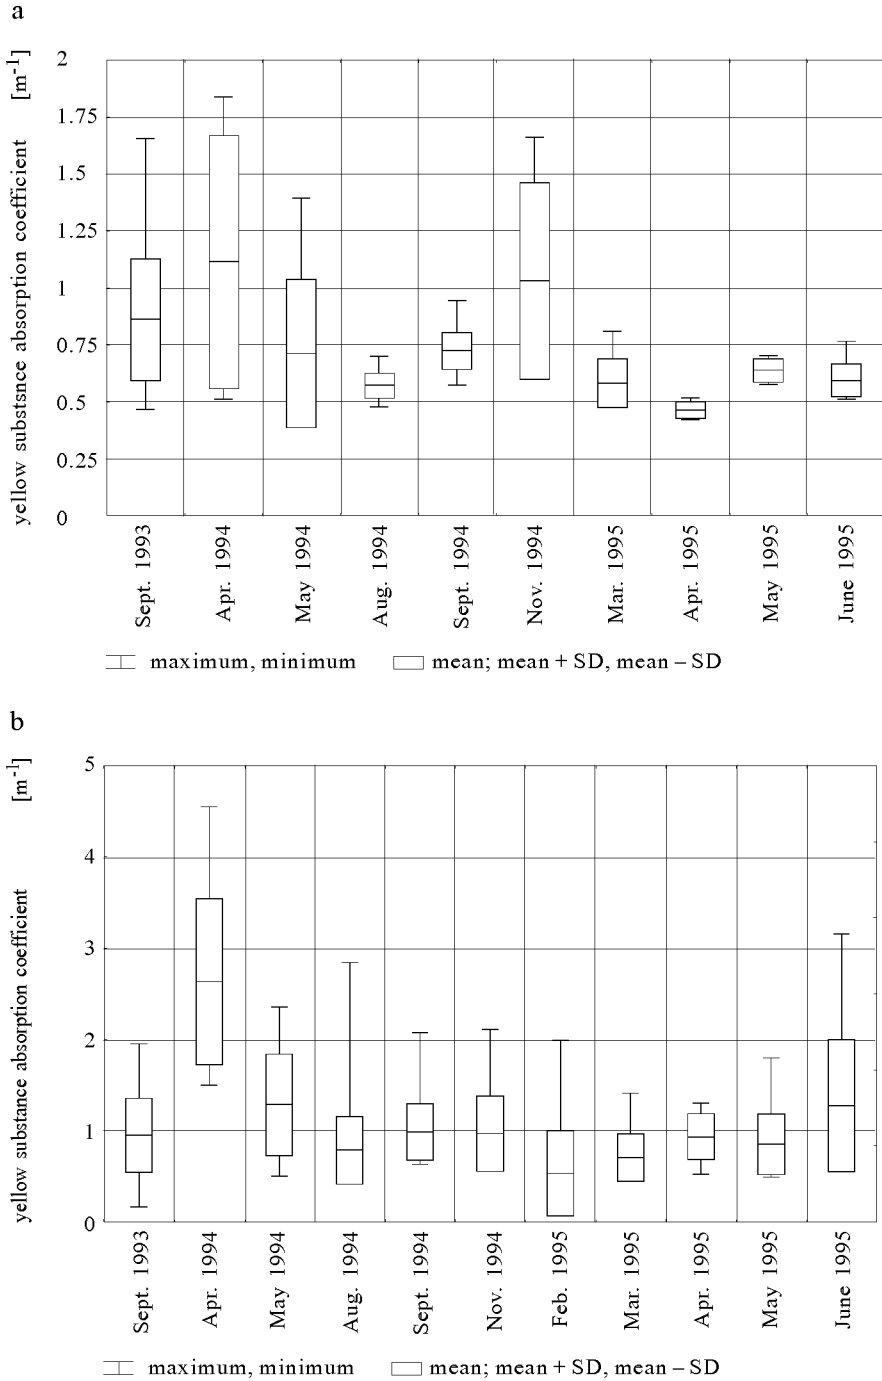 a
yellow substsnce absorption coefficient [m-1]
2
1.75
1.5
1.25
1
0.75
0.5
0.25
0
Sept. 1993
Apr. 1994
May 1994
Aug. 1994
Sept. 1994
Nov. 1994
Mar. 1995
Apr. 1995
May 1995
June 1995
maximum, minimum mean; mean + SD, mean – SD
b
yellow substance absorption coefficient [m-1]
5
4
3
2
1
0
Sept. 1993
Apr. 1994
May 1994
Aug. 1994
Sept. 1994
Nov. 1994
Feb. 1995
Mar. 1995
Apr. 1995
May 1995
June 1995
maximum, minimum mean; mean + SD, mean – SD